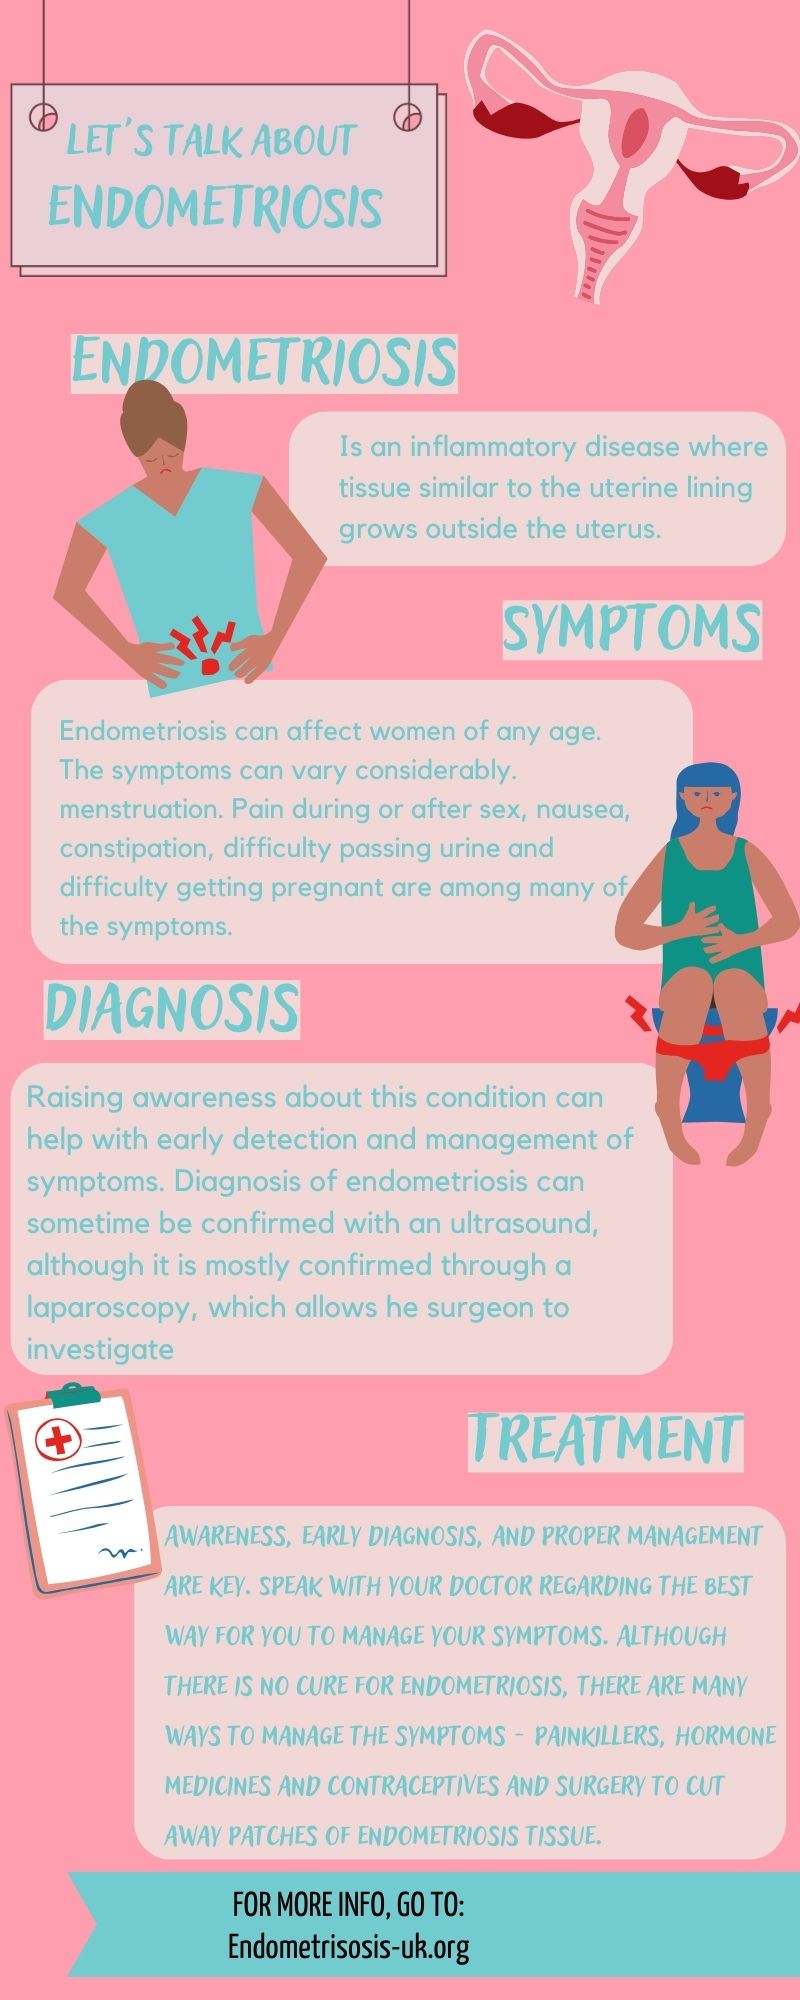 LET'S TALK ABOUT
ENDOMETRIOSIS
ENDOMETRIOSIS
Is an inflammatory disease where
tissue similar to the uterine lining
grows outside the uterus.
SYMPTOMS
Endometriosis can affect women of any age.
The symptoms can vary considerably.
menstruation. Pain during or after sex, nausea,
constipation, difficulty passing urine and
difficulty getting pregnant are among many of
the symptoms.
DIAGNOSIS
Raising awareness about this condition can
help with early detection and management of
symptoms. Diagnosis of endometriosis can
sometime be confirmed with an ultrasound,
although it is mostly confirmed through a
laparoscopy, which allows he surgeon to
investigate
TREATMENT
AWARENESS, EARLY DIAGNOSIS, AND PROPER MANAGEMENT
ARE KEY. SPEAK WITH YOUR DOCTOR REGARDING THE BEST
WAY FOR YOU TO MANAGE YOUR SYMPTOMS. ALTHOUGH
THERE IS NO CURE FOR ENDOMETRIOSIS, THERE ARE MANY
WAYS TO MANAGE THE SYMPTOMS - PAINKILLERS, HORMONE
MEDICINES AND CONTRACEPTIVES AND SURGERY TO CUT
AWAY PATCHES OF ENDOMETRIOSIS TISSUE.
FOR MORE INFO, GO TO:
Endometrisosis-uk.org